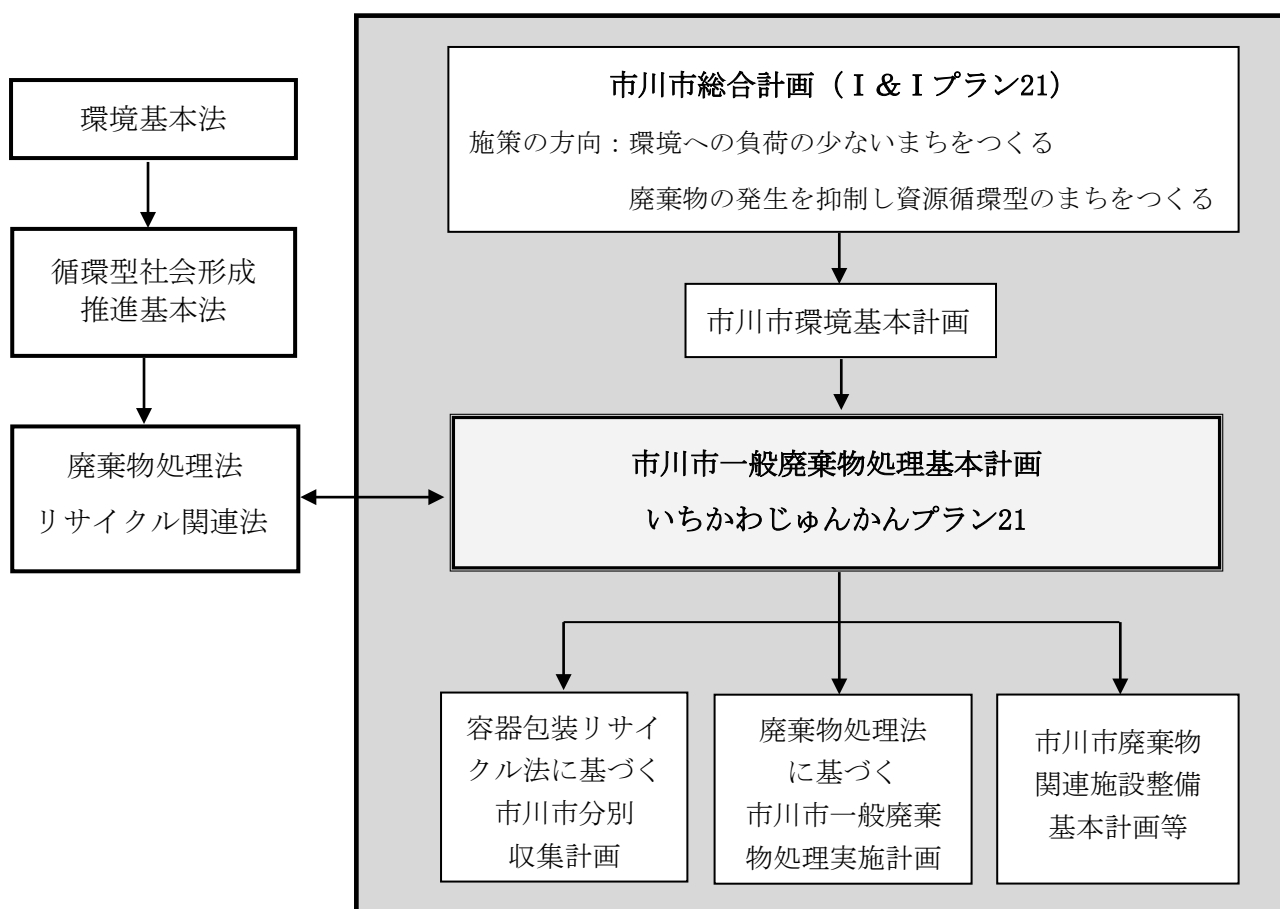 環境基本法
循環型社会形成
推進基本法
廃棄物処理法
リサイクル関連法
市川市総合計画(I&Iプラン21)
施策の方向:環境への負荷の少ないまちをつくる
廃棄物の発生を抑制し資源循環型のまちをつくる
市川市環境基本計画
市川市一般廃棄物処理基本計画
いちかわじゅんかんプラン21
容器包装リサイ
クル法に基づく
市川市分別
収集計画
廃棄物処理法
に基づく
市川市一般廃棄
物処理実施計画
市川市廃棄物
関連施設整備
基本計画等